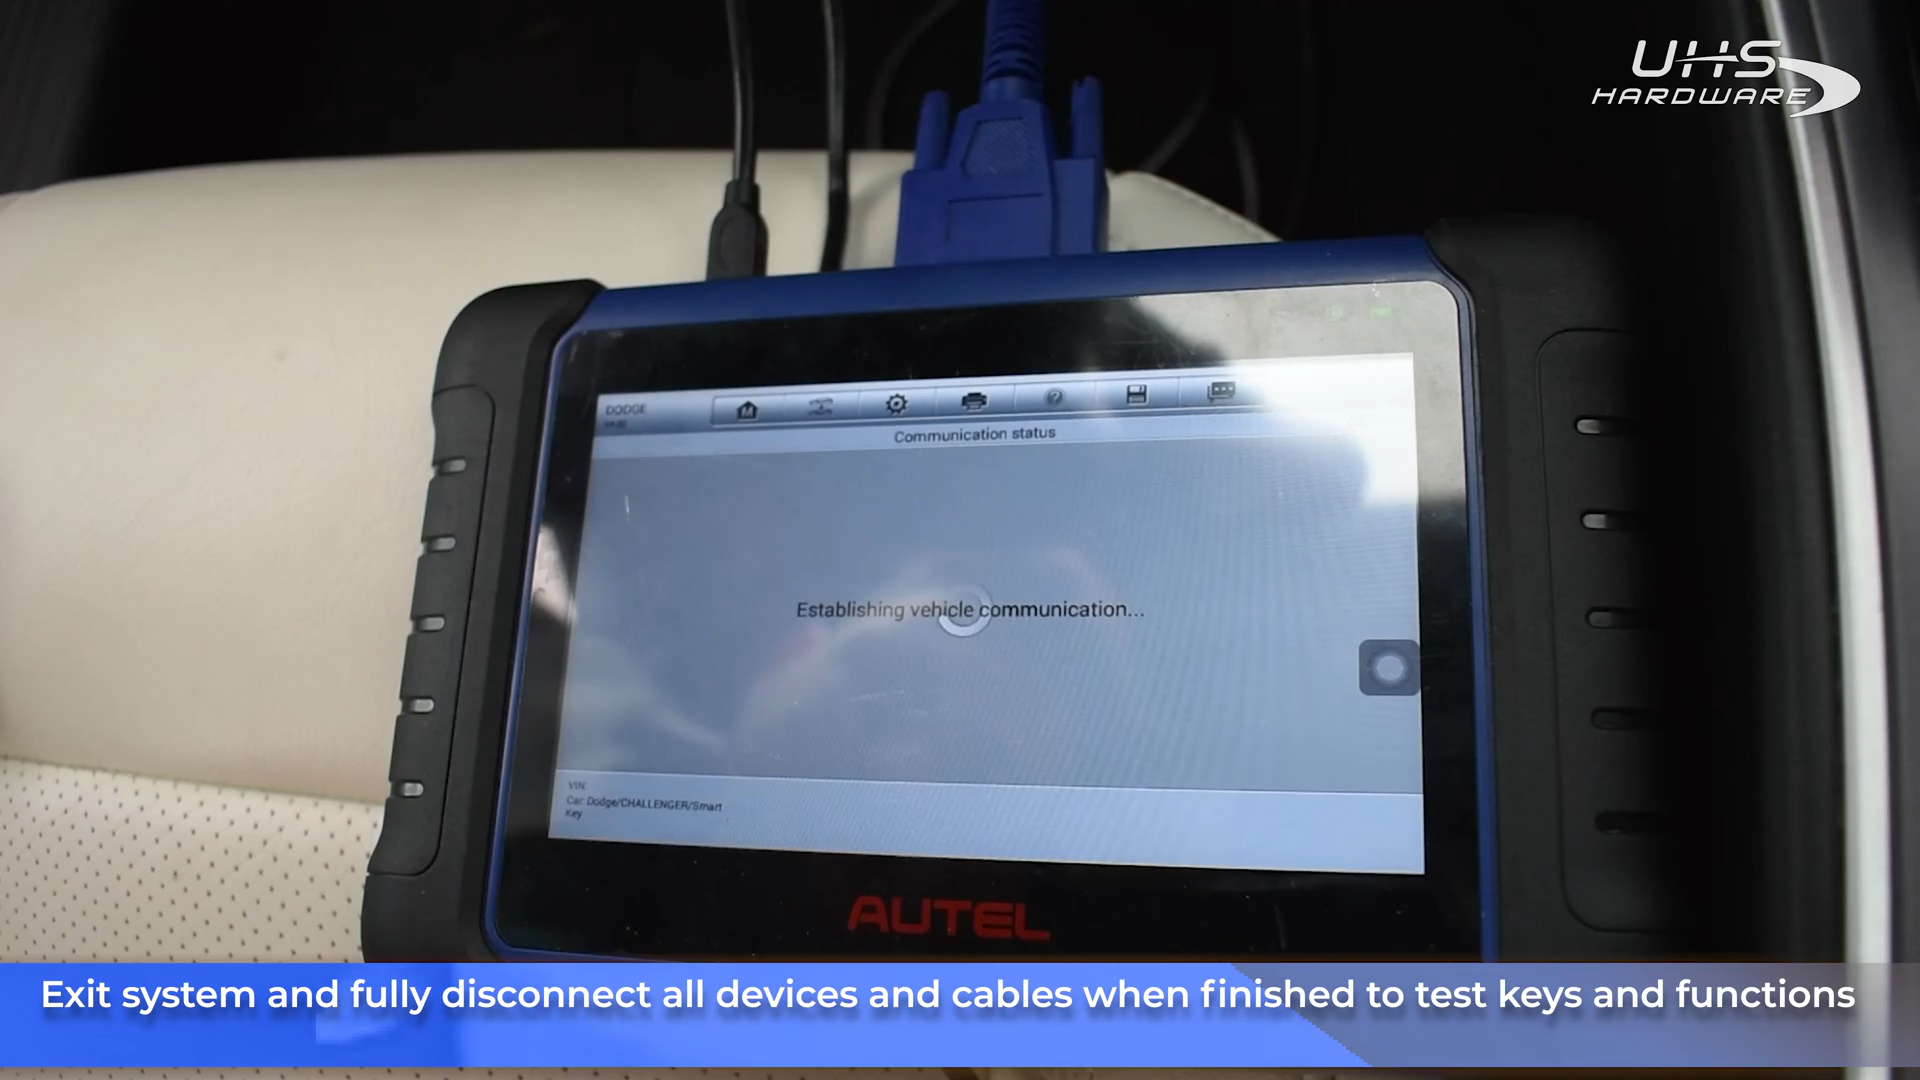 UHS
HARDWARE
DODGE
Communication status
Establishing vehicle communication...
VIN:
Car: Dodge/CHALLENGER/Smart
Key
AUTEL
Exit system and fully disconnect all devices and cables when finished to test keys and functions